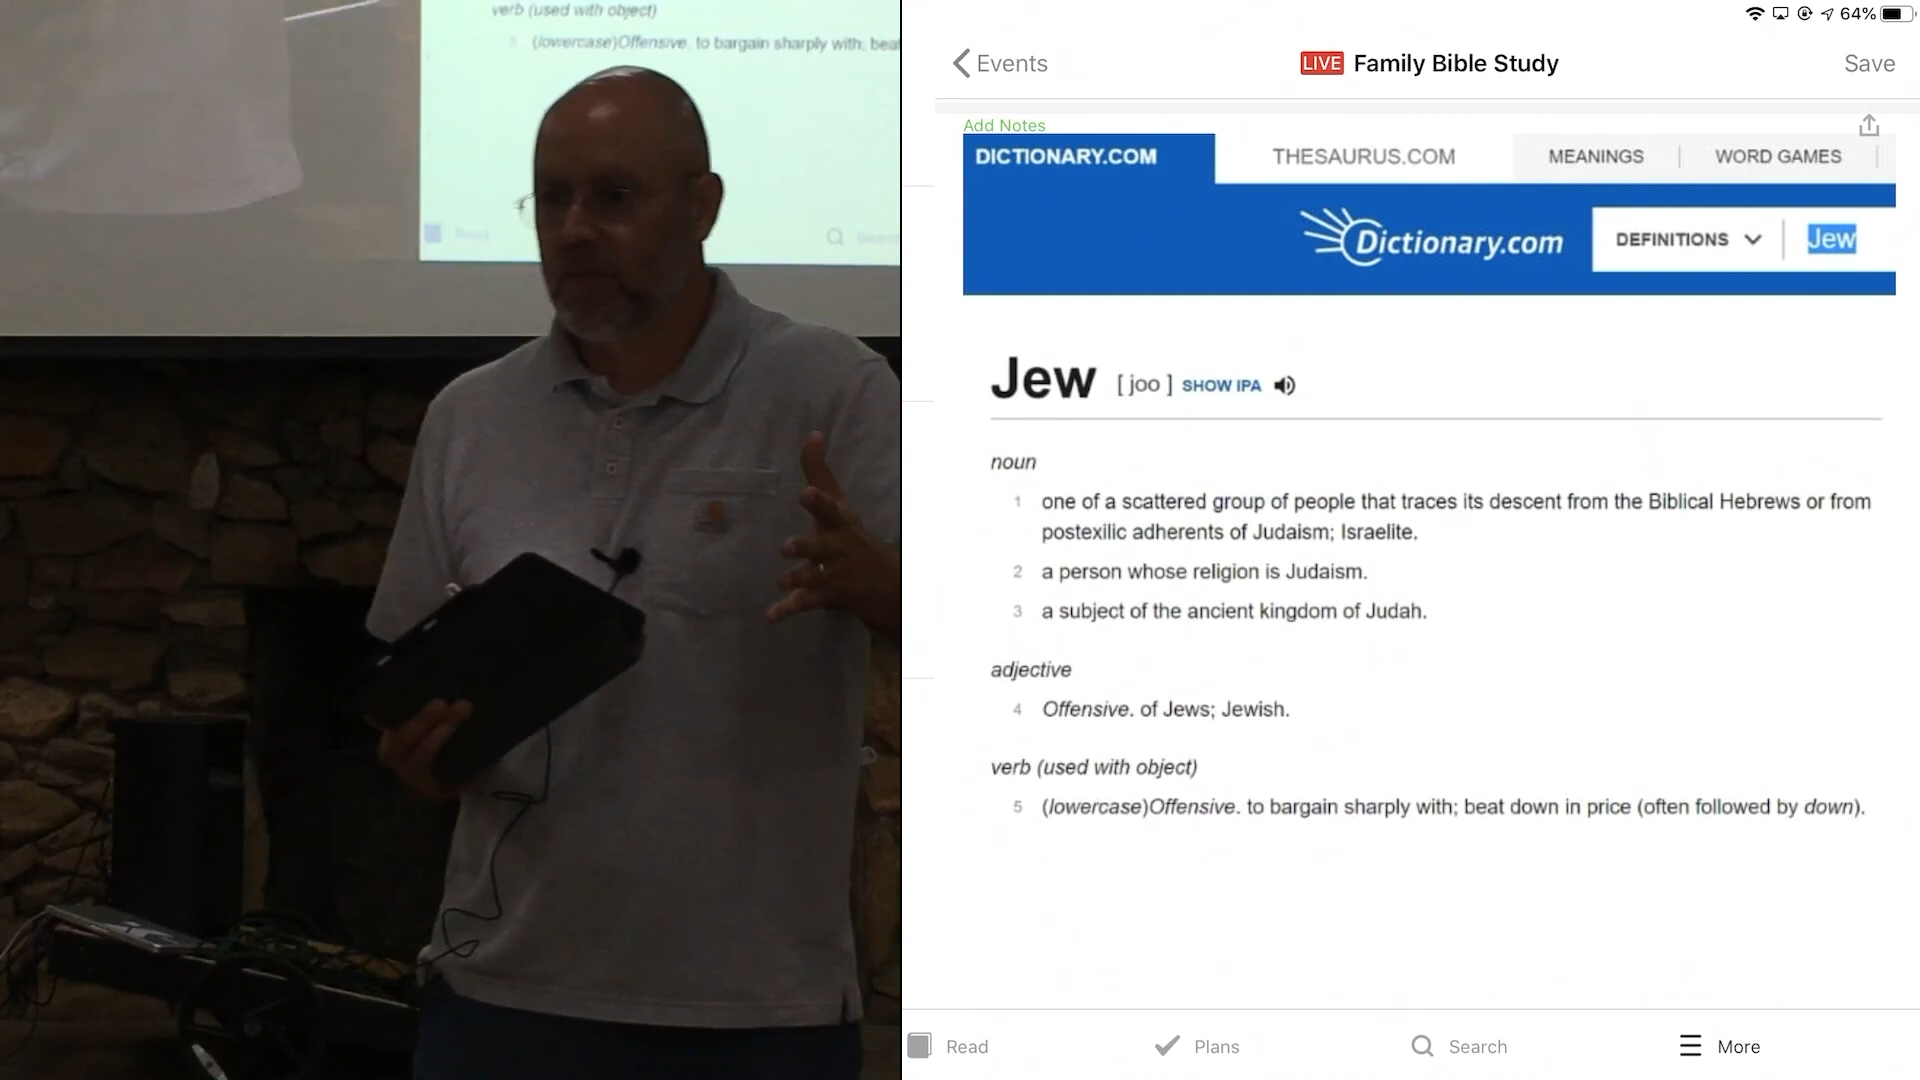 verb (used with object)
5 (lowercase)Offensive. to bargain sharply with; beat
Read
64%
Events
LIVE Family Bible Study
Save
Add Notes
DICTIONARY.COM
THESAURUS.COM
MEANINGS
WORD GAMES
Dictionary.com
DEFINITIONS
Jew
Jew [ joo ] SHOW IPA
noun
1 one of a scattered group of people that traces its descent from the Biblical Hebrews or from
postexilic adherents of Judaism; Israelite.
2 a person whose religion is Judaism.
3 a subject of the ancient kingdom of Judah.
adjective
4 Offensive. of Jews; Jewish.
verb (used with object)
5 (lowercase)Offensive. to bargain sharply with; beat down in price (often followed by down).
Read
Plans
Search
More